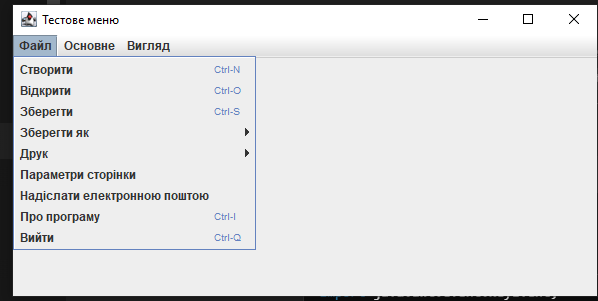 Тестове меню
Файл Основне Вигляд
Створити Ctrl-N
Відкрити Ctrl-O
Зберегти Ctrl-S
Зберегти як
Друк
Параметри сторінки
Надіслати електронною поштою
Про програму Ctrl-I
Вийти Ctrl-Q